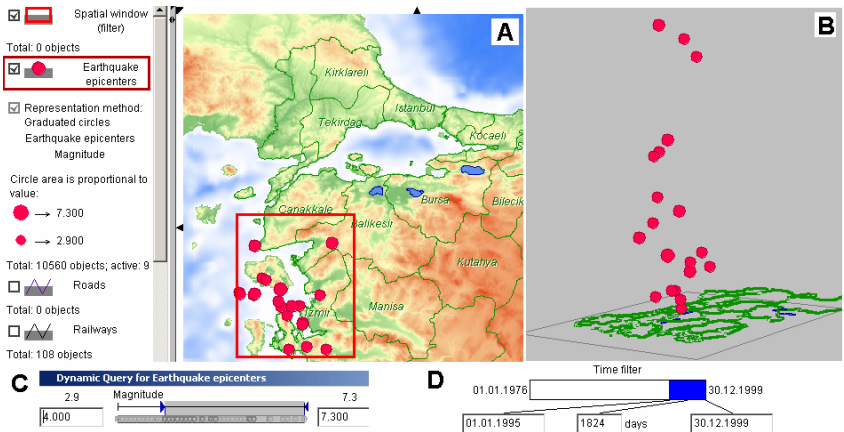 Spatial window
(filter)
Total: 0 objects
Earthquake
epicenters
Representation method:
Graduated circles
Earthquake epicenters
Magnitude
Circle area is proportional to
value:
→ 7.300
→ 2.900
Total: 10560 objects; active: 9
Roads
Total: 0 objects
Railways
Total: 108 objects
A
Kirklareli
Istanbul
Tekirdag
Kocaeli
Canakkale
Bursa
Bilecik
Balikesir
Kutahya
Manisa
Izmir
B
C
Dynamic Query for Earthquake epicenters
2.9 Magnitude 7.3
4.000 7.300
D
Time filter
01.01.1976 30.12.1999
01.01.1995 1824 days 30.12.1999